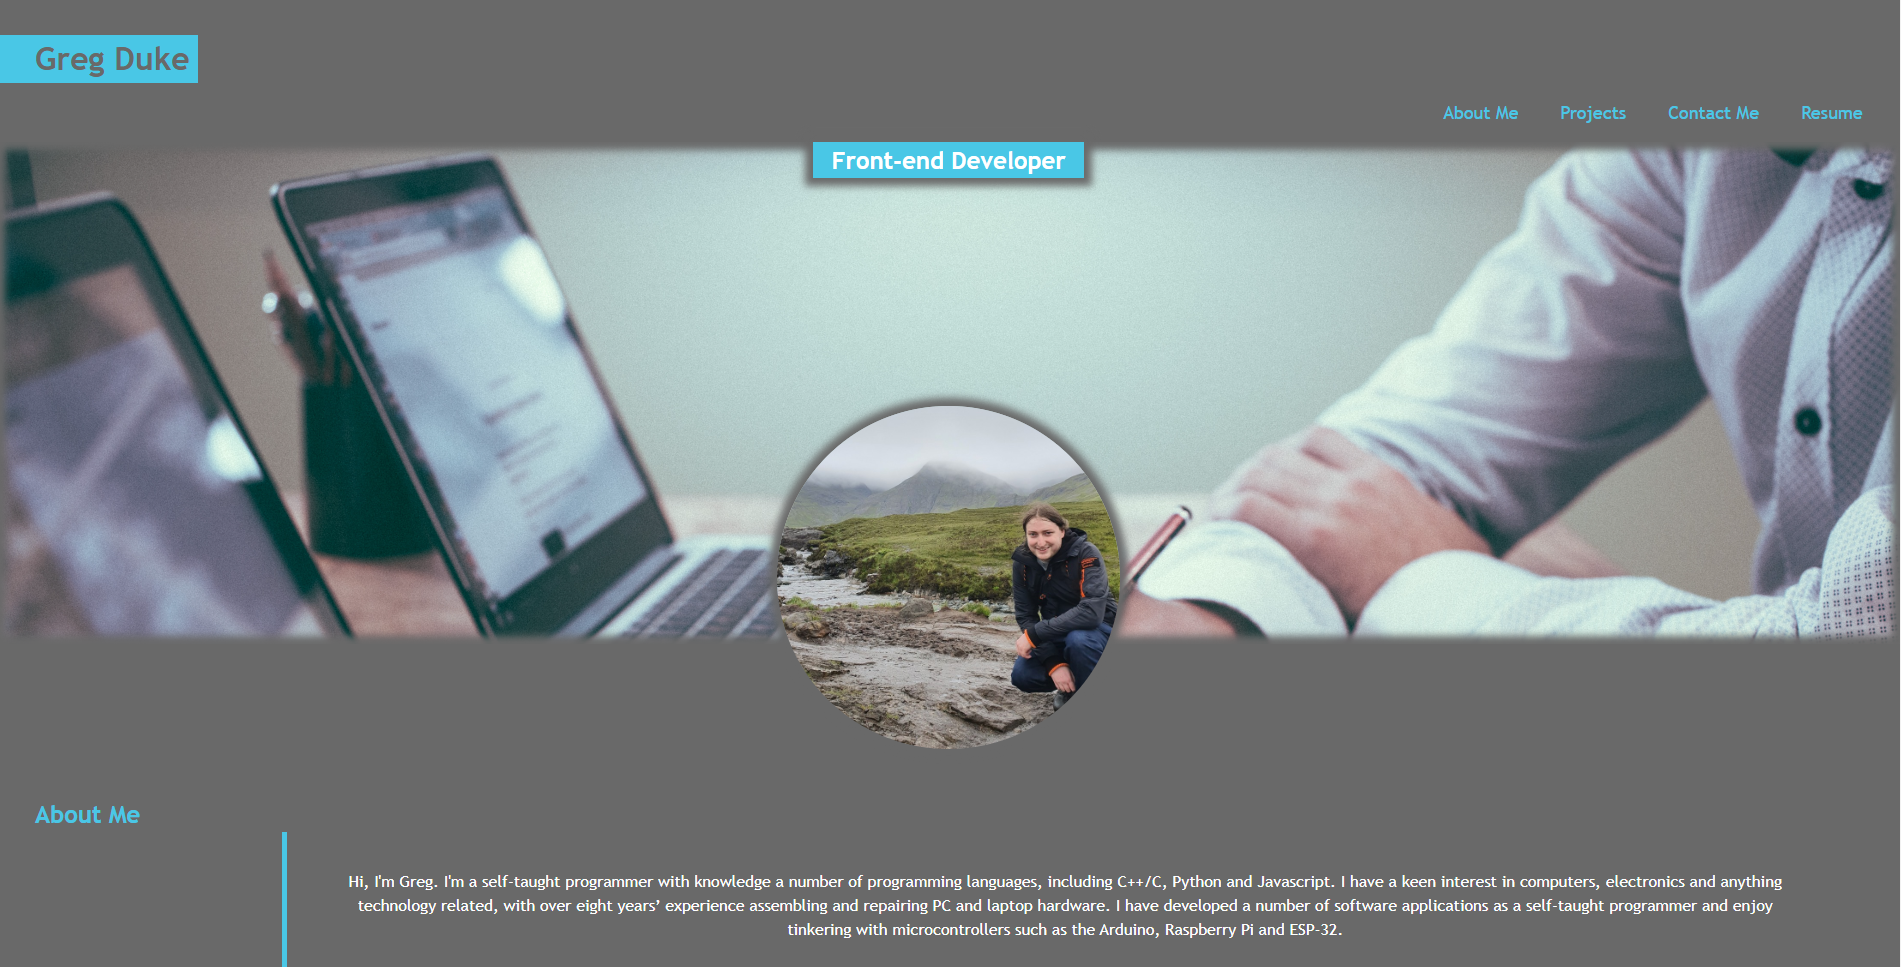 Greg Duke
About Me Projects Contact Me Resume
Front-end Developer
About Me
Hi, I'm Greg. I'm a self-taught programmer with knowledge a number of programming languages, including C++/C, Python and Javascript. I have a keen interest in computers, electronics and anything
technology related, with over eight years’ experience assembling and repairing PC and laptop hardware. I have developed a number of software applications as a self-taught programmer and enjoy
tinkering with microcontrollers such as the Arduino, Raspberry Pi and ESP-32.